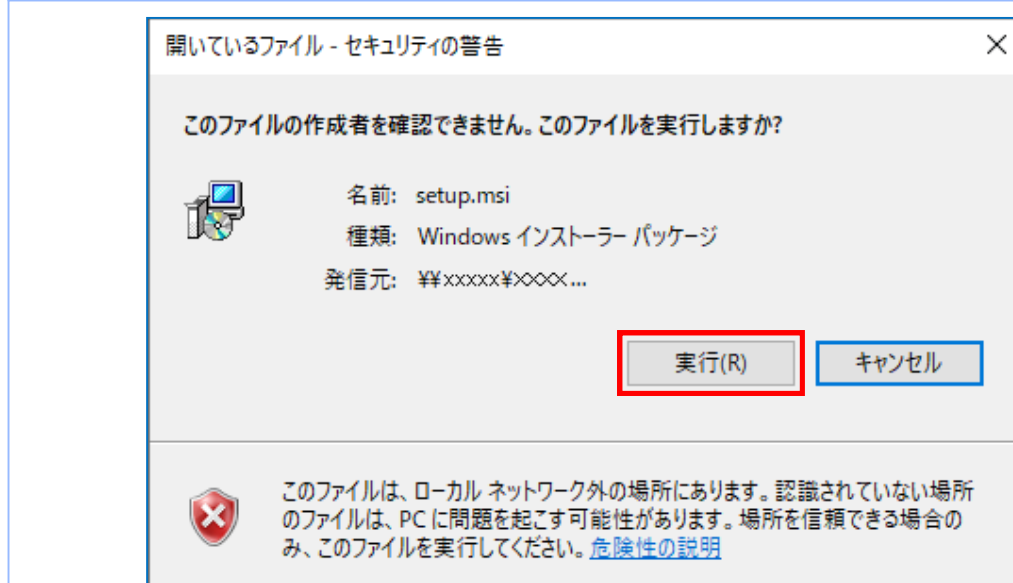 開いているファイル - セキュリティの警告
このファイルの作成者を確認できません。このファイルを実行しますか?
名前: setup.msi
種類: Windows インストーラー パッケージ
発信元: ¥¥xxxxx¥xxxx...
実行(R)
キャンセル
このファイルは、ローカル ネットワーク外の場所にあります。認識されていない場所
のファイルは、PC に問題を起こす可能性があります。場所を信頼できる場合の
み、このファイルを実行してください。危険性の説明